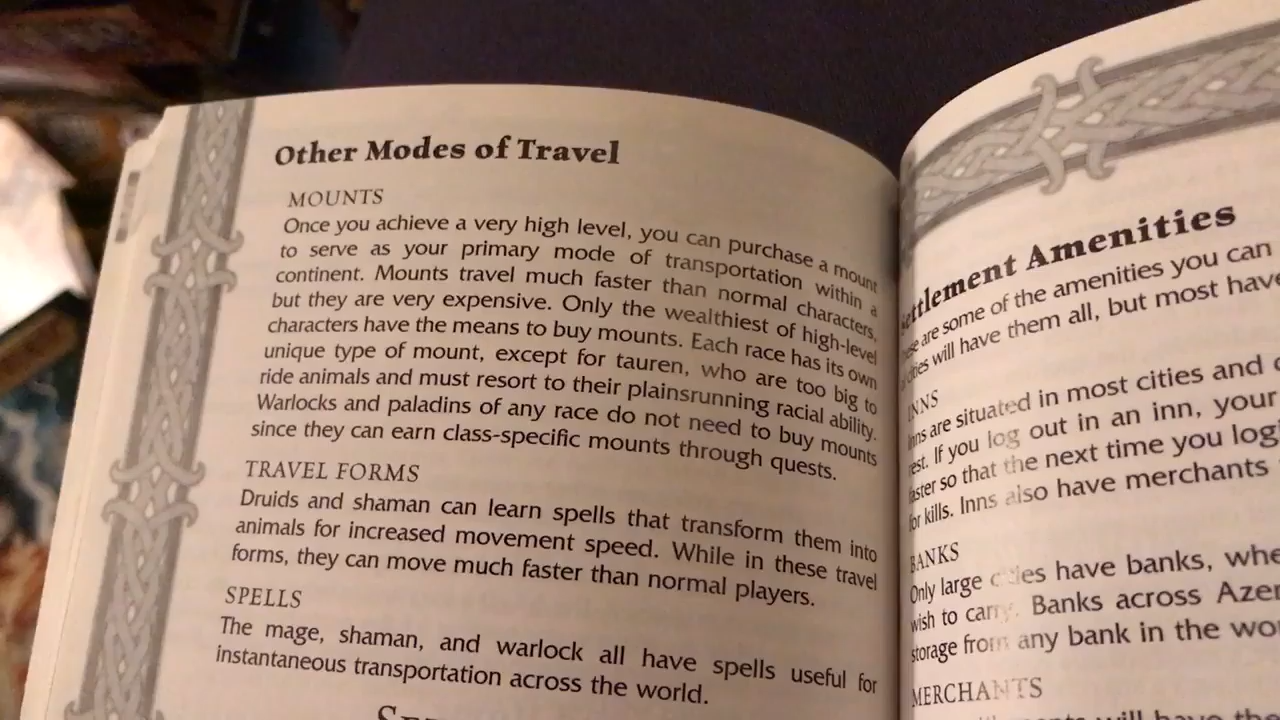 Other Modes of Travel
MOUNTS
Once you achieve a very high level, you can purchase a mount
to serve as your primary mode of transportation within a
continent. Mounts travel much faster than normal characters,
but they are very expensive. Only the wealthiest of high-level
characters have the means to buy mounts. Each race has its own
unique type of mount, except for tauren, who are too big to
ride animals and must resort to their plainsrunning racial ability.
Warlocks and paladins of any race do not need to buy mounts
since they can earn class-specific mounts through quests.
TRAVEL FORMS
Druids and shaman can learn spells that transform them into
animals for increased movement speed. While in these travel
forms, they can move much faster than normal players.
SPELLS
The mage, shaman, and warlock all have spells useful for
instantaneous transportation across the world.
Settlement Amenities
are some of the amenities you can
cities will have them all, but most have
INNS
Inns are situated in most cities and
rest. If you log out in an inn, your
faster so that the next time you log
for kills. Inns also have merchants
BANKS
Only large cities have banks,
wish to carry. Banks across
storage from any bank in the
MERCHANTS
will have